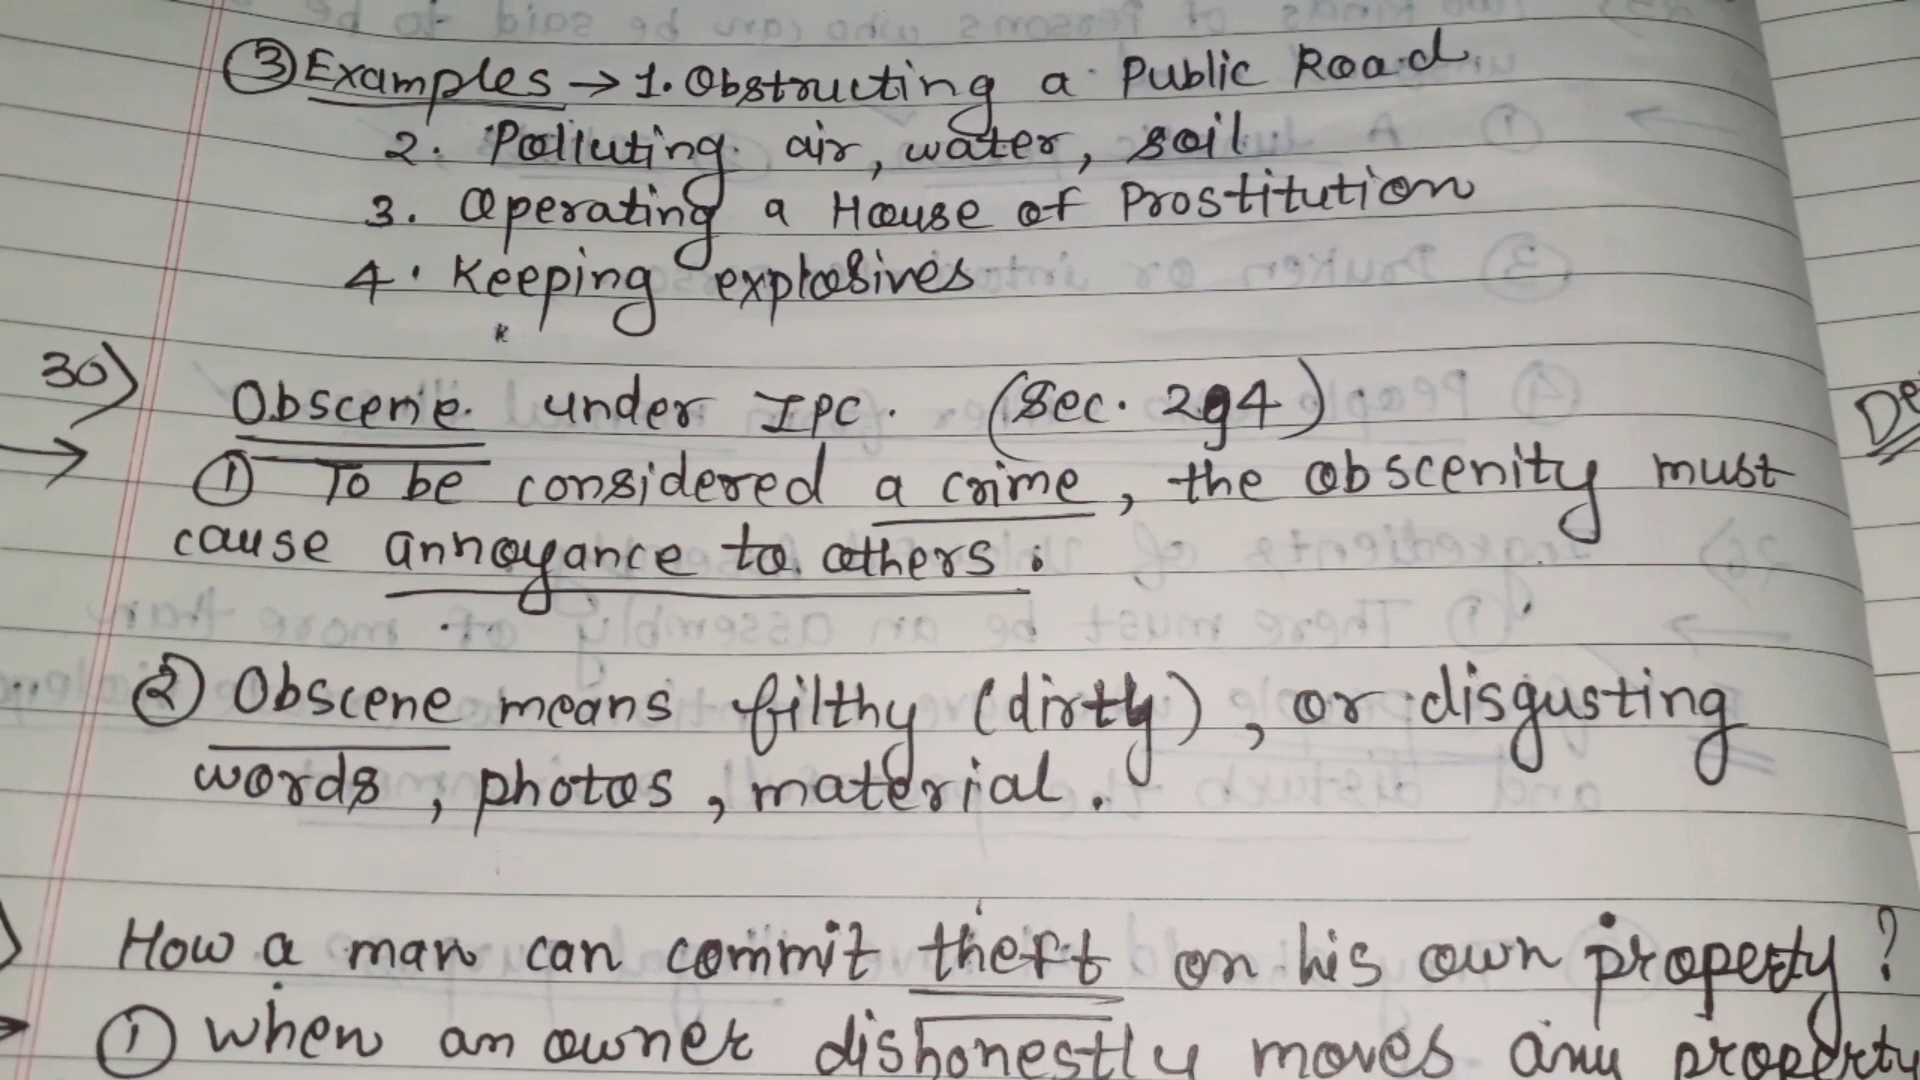 ③ Examples → 1. Obstructing a Public Road
2. Polluting air, water, soil
3. Operating a House of Prostitution
4. Keeping explosives
30)
Obscene under IPC. (Sec. 294)
→ ① To be considered a crime, the obscenity must
cause annoyance to others.
② Obscene means filthy (dirty), or disgusting
words, photos, material.
How a man can commit theft on his own property?
① when an owner dishonestly moves any property